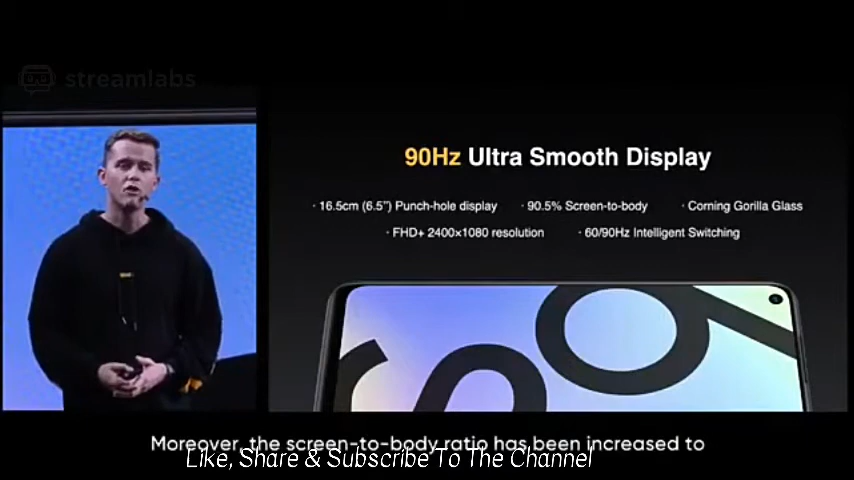 streamlabs
90Hz Ultra Smooth Display
· 16.5cm (6.5") Punch-hole display · 90.5% Screen-to-body · Corning Gorilla Glass
· FHD+ 2400×1080 resolution · 60/90Hz Intelligent Switching
Moreover, the screen-to-body ratio has been increased to
Like, Share & Subscribe To The Channel